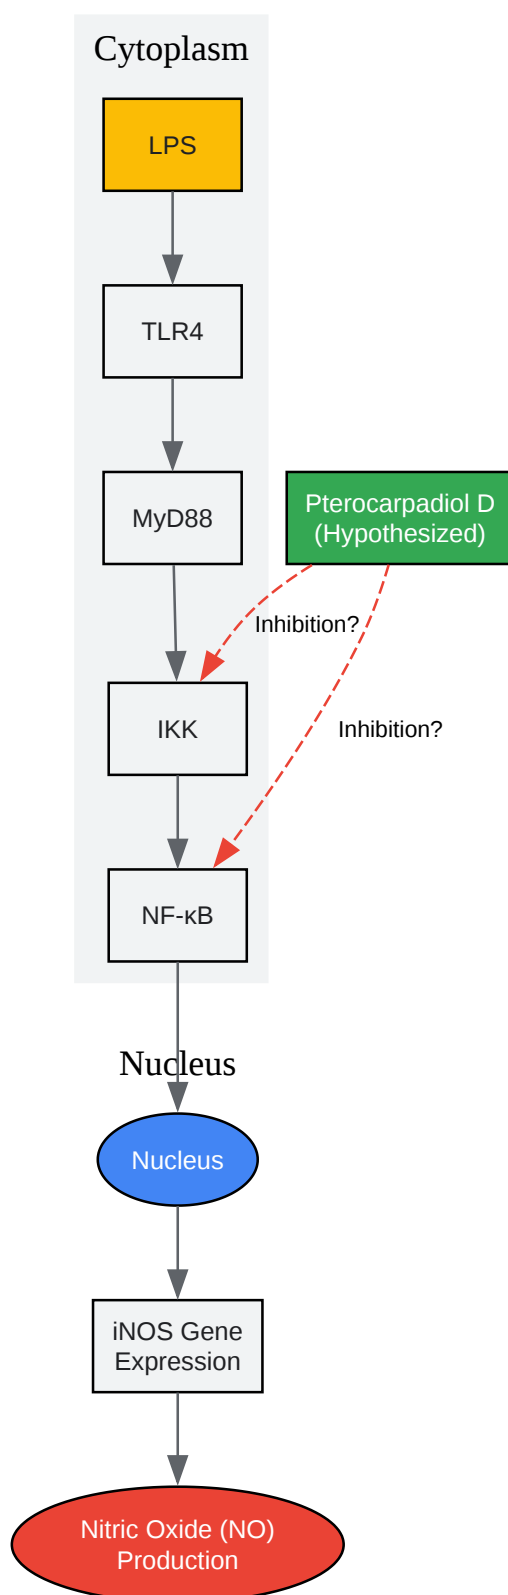 Cytoplasm
LPS
TLR4
MyD88
Pterocarpadiol D
(Hypothesized)
Inhibition?
IKK
Inhibition?
NF-κB
Nucleus
Nucleus
iNOS Gene
Expression
Nitric Oxide (NO)
Production